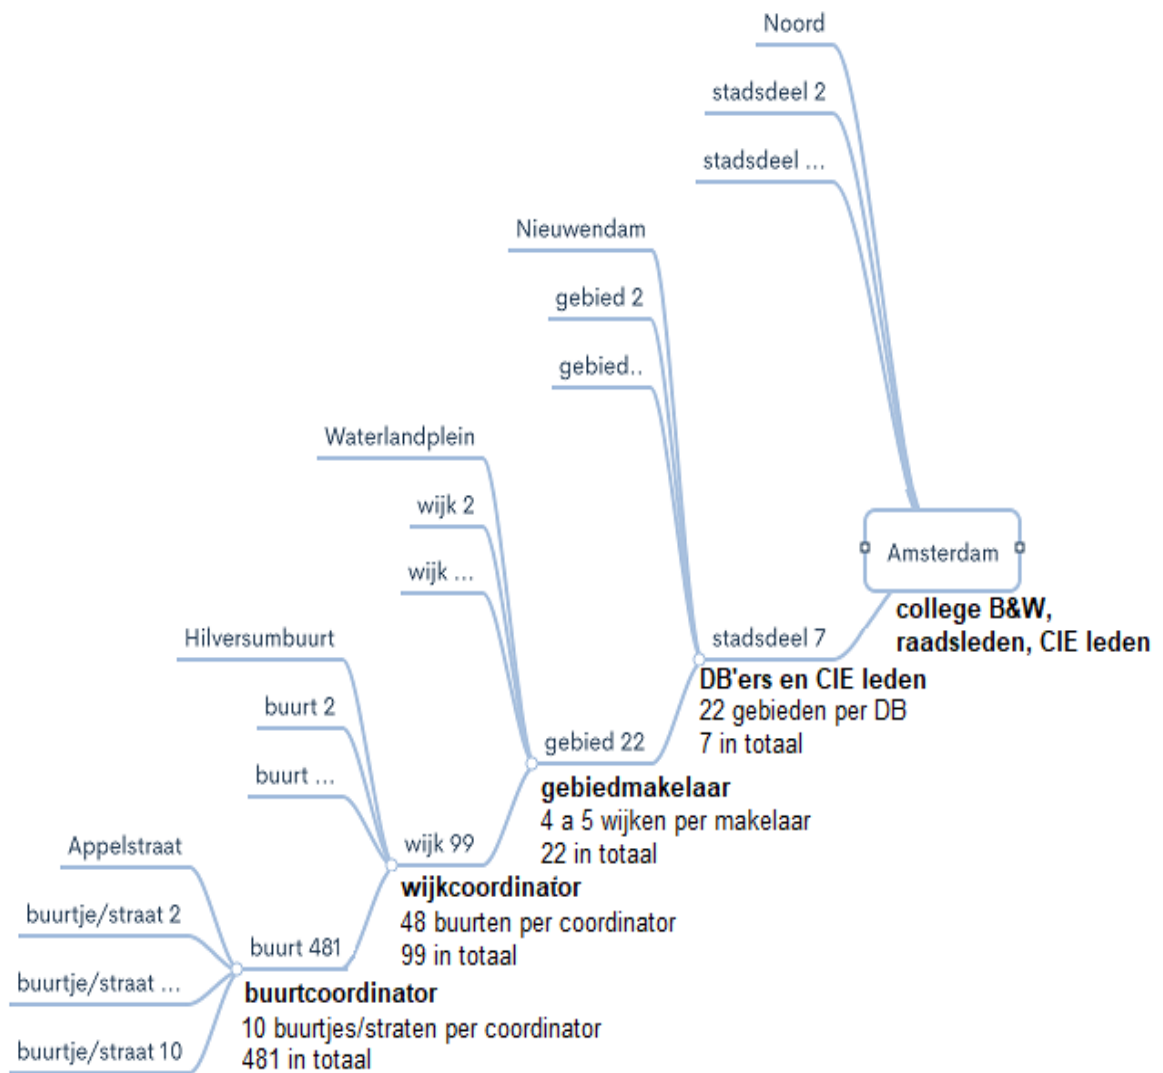 Noord
stadsdeel 2
stadsdeel ...
Nieuwendam
gebied 2
gebied..
Waterlandplein
wijk 2
wijk ...
Amsterdam
college B&W,
raadsleden, CIE leden
Hilversumbuurt
stadsdeel 7
DB'ers en CIE leden
22 gebieden per DB
7 in totaal
buurt 2
gebied 22
buurt ...
gebiedmakelaar
4 a 5 wijken per makelaar
22 in totaal
Appelstraat
wijk 99
wijkcoordinator
48 buurten per coordinator
99 in totaal
buurtje/straat 2
buurt 481
buurtje/straat ...
buurtcoordinator
10 buurtjes/straten per coordinator
481 in totaal
buurtje/straat 10